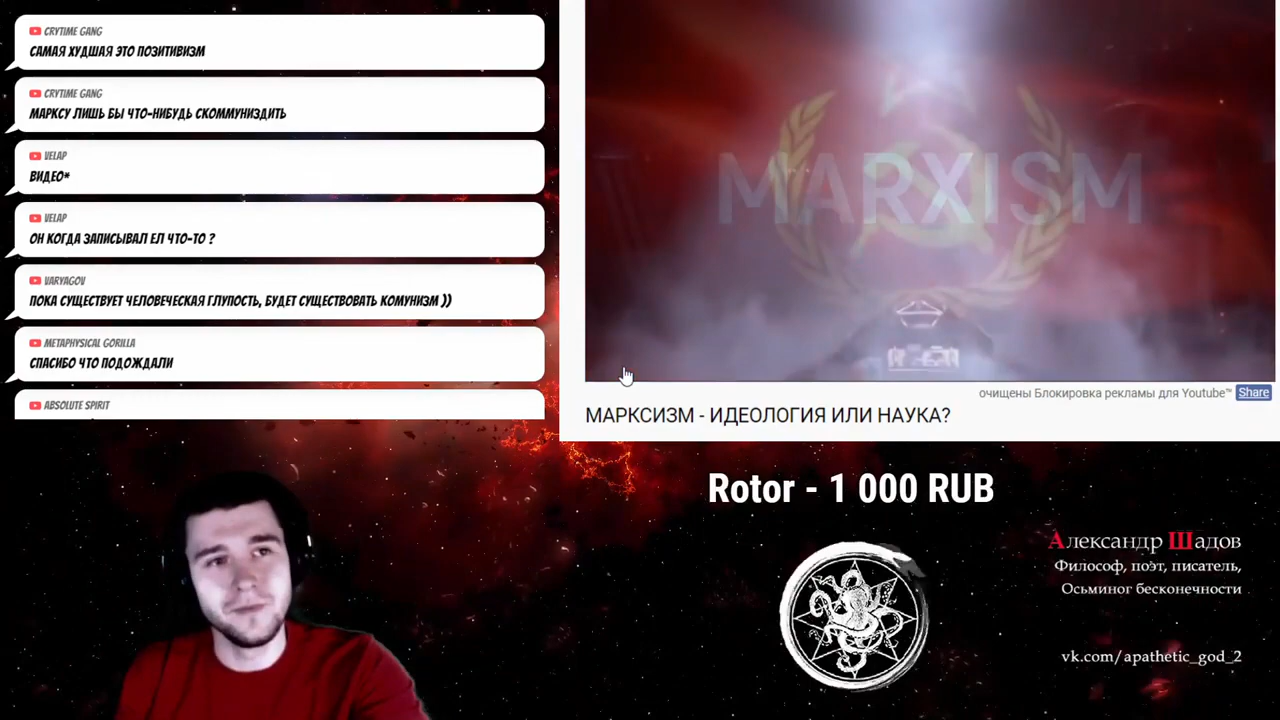 CRYTIME GANG
САМАЯ ХУДШАЯ ЭТО ПОЗИТИВИЗМ
CRYTIME GANG
МАРКСУ ЛИШЬ БЫ ЧТО-НИБУДЬ СКОММУНИЗДИТЬ
VELAP
ВИДЕО*
VELAP
ОН КОГДА ЗАПИСЫВАЛ ЕЛ ЧТО-ТО ?
VARYAGOV
ПОКА СУЩЕСТВУЕТ ЧЕЛОВЕЧЕСКАЯ ГЛУПОСТЬ, БУДЕТ СУЩЕСТВОВАТЬ КОМУНИЗМ ))
METAPHYSICAL GORILLA
СПАСИБО ЧТО ПОДОЖДАЛИ
ABSOLUTE SPIRIT
MARXISM
очищены Блокировка рекламы для Youtube™ Share
МАРКСИЗМ - ИДЕОЛОГИЯ ИЛИ НАУКА?
Rotor - 1 000 RUB
Александр Шадов
Философ, поэт, писатель,
Осьминог бесконечности
vk.com/apathetic_god_2